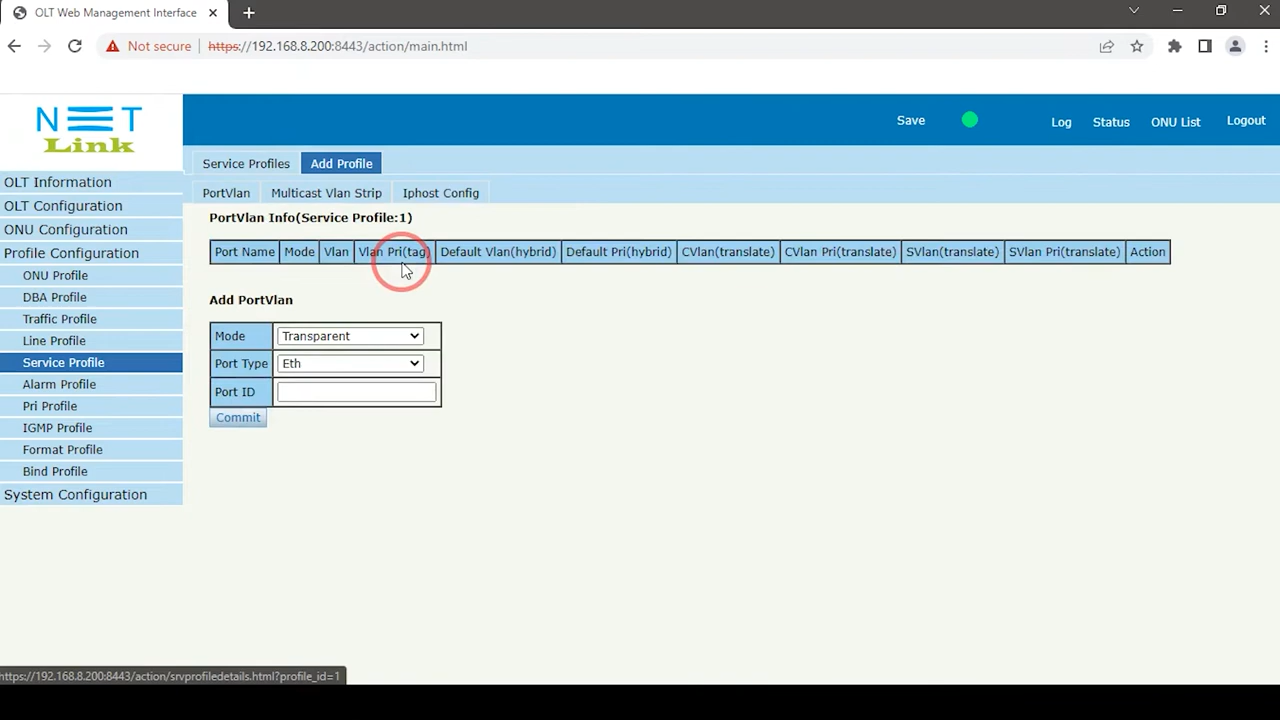 OLT Web Management Interface
Not secure
https://192.168.8.200:8443/action/main.html
NET
Link
Save
Log
Status
ONU List
Logout
Service Profiles
Add Profile
PortVlan
Multicast Vlan Strip
Iphost Config
OLT Information
OLT Configuration
ONU Configuration
Profile Configuration
ONU Profile
DBA Profile
Traffic Profile
Line Profile
Service Profile
Alarm Profile
Pri Profile
IGMP Profile
Format Profile
Bind Profile
System Configuration
PortVlan Info(Service Profile:1)
Port Name Mode Vlan Vlan Pri(tag) Default Vlan(hybrid) Default Pri(hybrid) CVlan(translate) CVlan Pri(translate) SVlan(translate) SVlan Pri(translate) Action
Add PortVlan
Mode Transparent
Port Type Eth
Port ID
Commit
https://192.168.8.200:8443/action/srvprofiledetails.html?profile_id=1